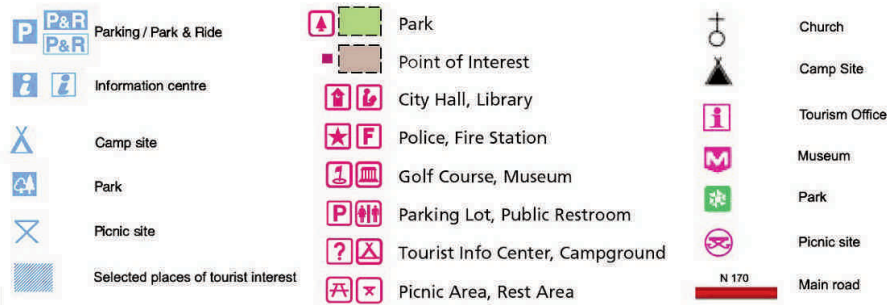 P P&R P&R Parking / Park & Ride
i i Information centre
Camp site
Park
Picnic site
Selected places of tourist interest
Park
Point of Interest
City Hall, Library
F Police, Fire Station
Golf Course, Museum
P Parking Lot, Public Restroom
? Tourist Info Center, Campground
Picnic Area, Rest Area
Church
Camp Site
i Tourism Office
M Museum
Park
Picnic site
N 170 Main road